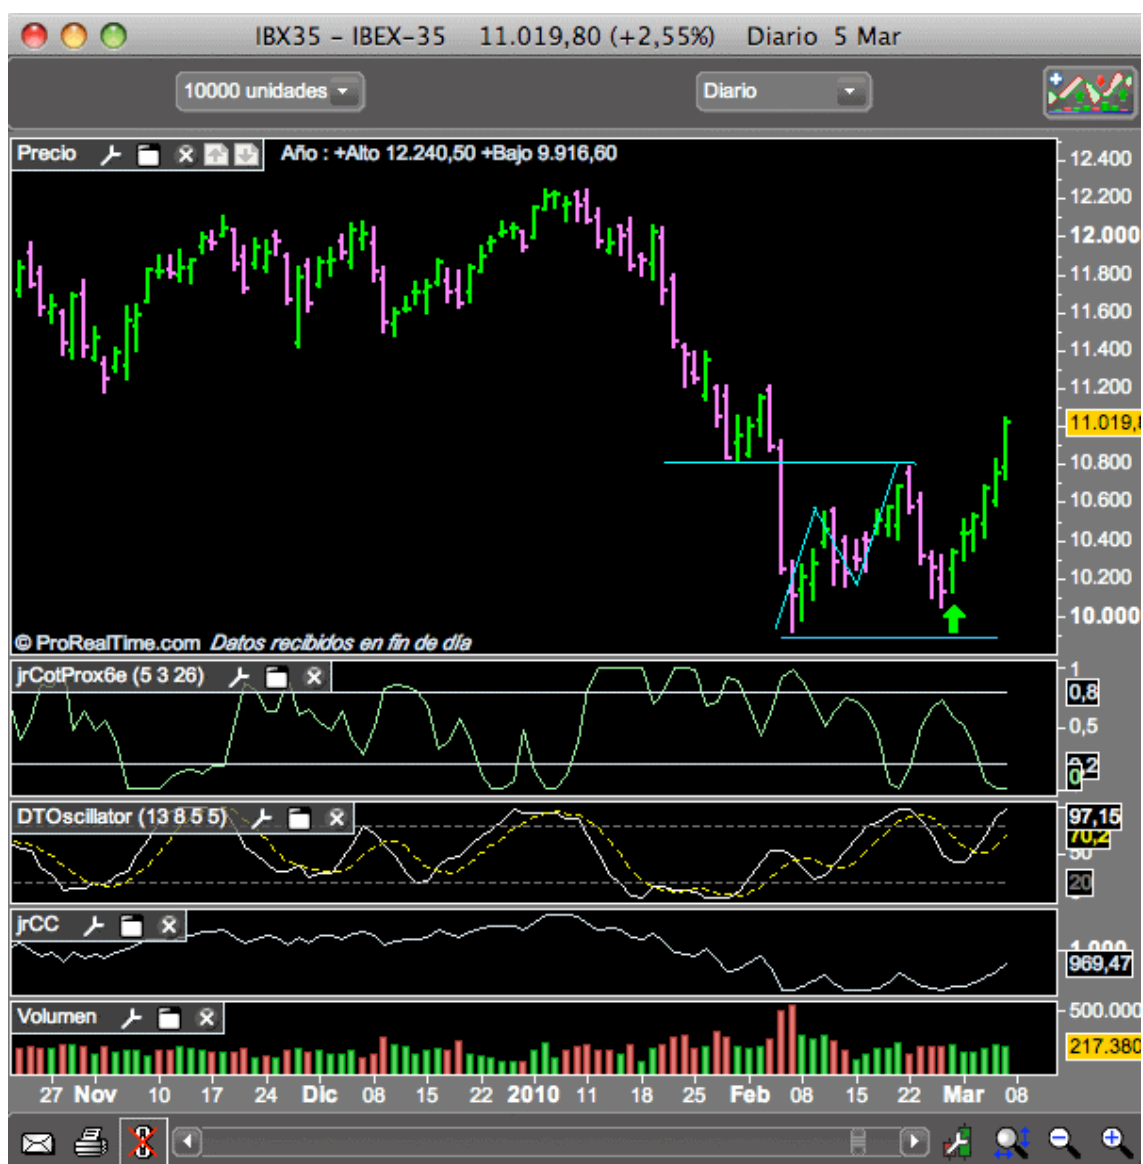 IBX35 - IBEX-35 11.019,80 (+2,55%) Diario 5 Mar
10000 unidades
Diario
Precio
Año : +Alto 12.240,50 +Bajo 9.916,60
12.400
12.200
12.000
11.800
11.600
11.400
11.200
11.019,8
10.800
10.600
10.400
10.200
10.000
© ProRealTime.com Datos recibidos en fin de día
jrCotProx6e (5 3 26)
1
0,8
0,5
0,2
0
DTOscillator (13 8 5 5)
97,15
70,2
50
20
jrCC
1.000
969,47
Volumen
500.000
217.380
27 Nov 10 17 24 Dic 08 15 22 2010 11 18 25 Feb 08 15 22 Mar 08